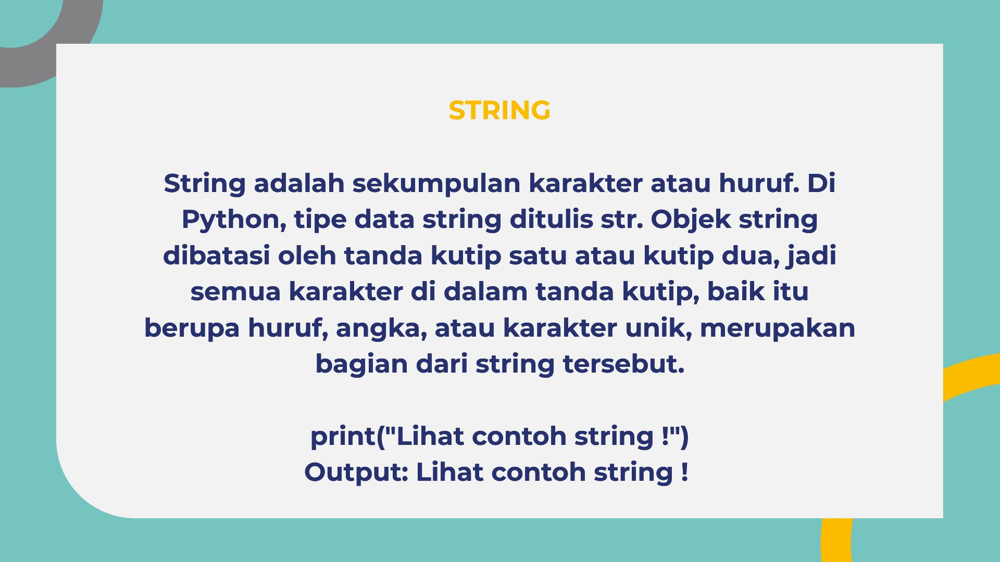 STRING
String adalah sekumpulan karakter atau huruf. Di
Python, tipe data string ditulis str. Objek string
dibatasi oleh tanda kutip satu atau kutip dua, jadi
semua karakter di dalam tanda kutip, baik itu
berupa huruf, angka, atau karakter unik, merupakan
bagian dari string tersebut.
print("Lihat contoh string !")
Output: Lihat contoh string !